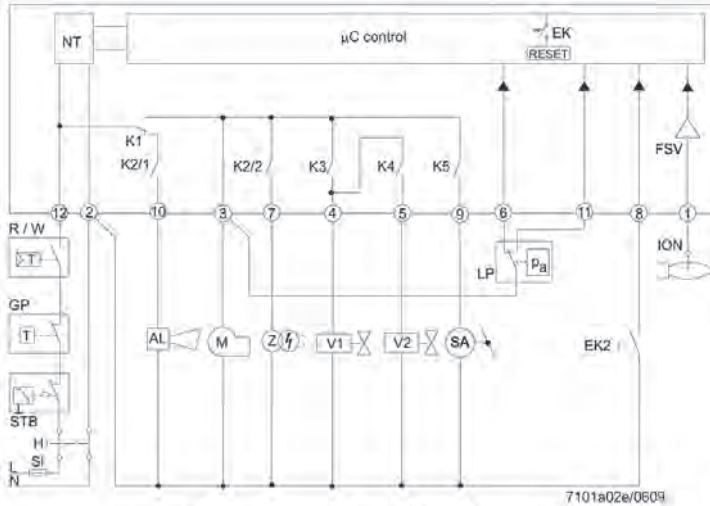 NT
µC control
EK
RESET
FSV
K1
K2/1
K2/2
K3
K4
K5
12
2
10
3
7
4
5
9
6
11
8
1
R / W
T
GP
T
STB
H
L
SI
N
AL
M
Z
V1
V2
SA
LP
pa
EK2
ION
7101a02e/0609